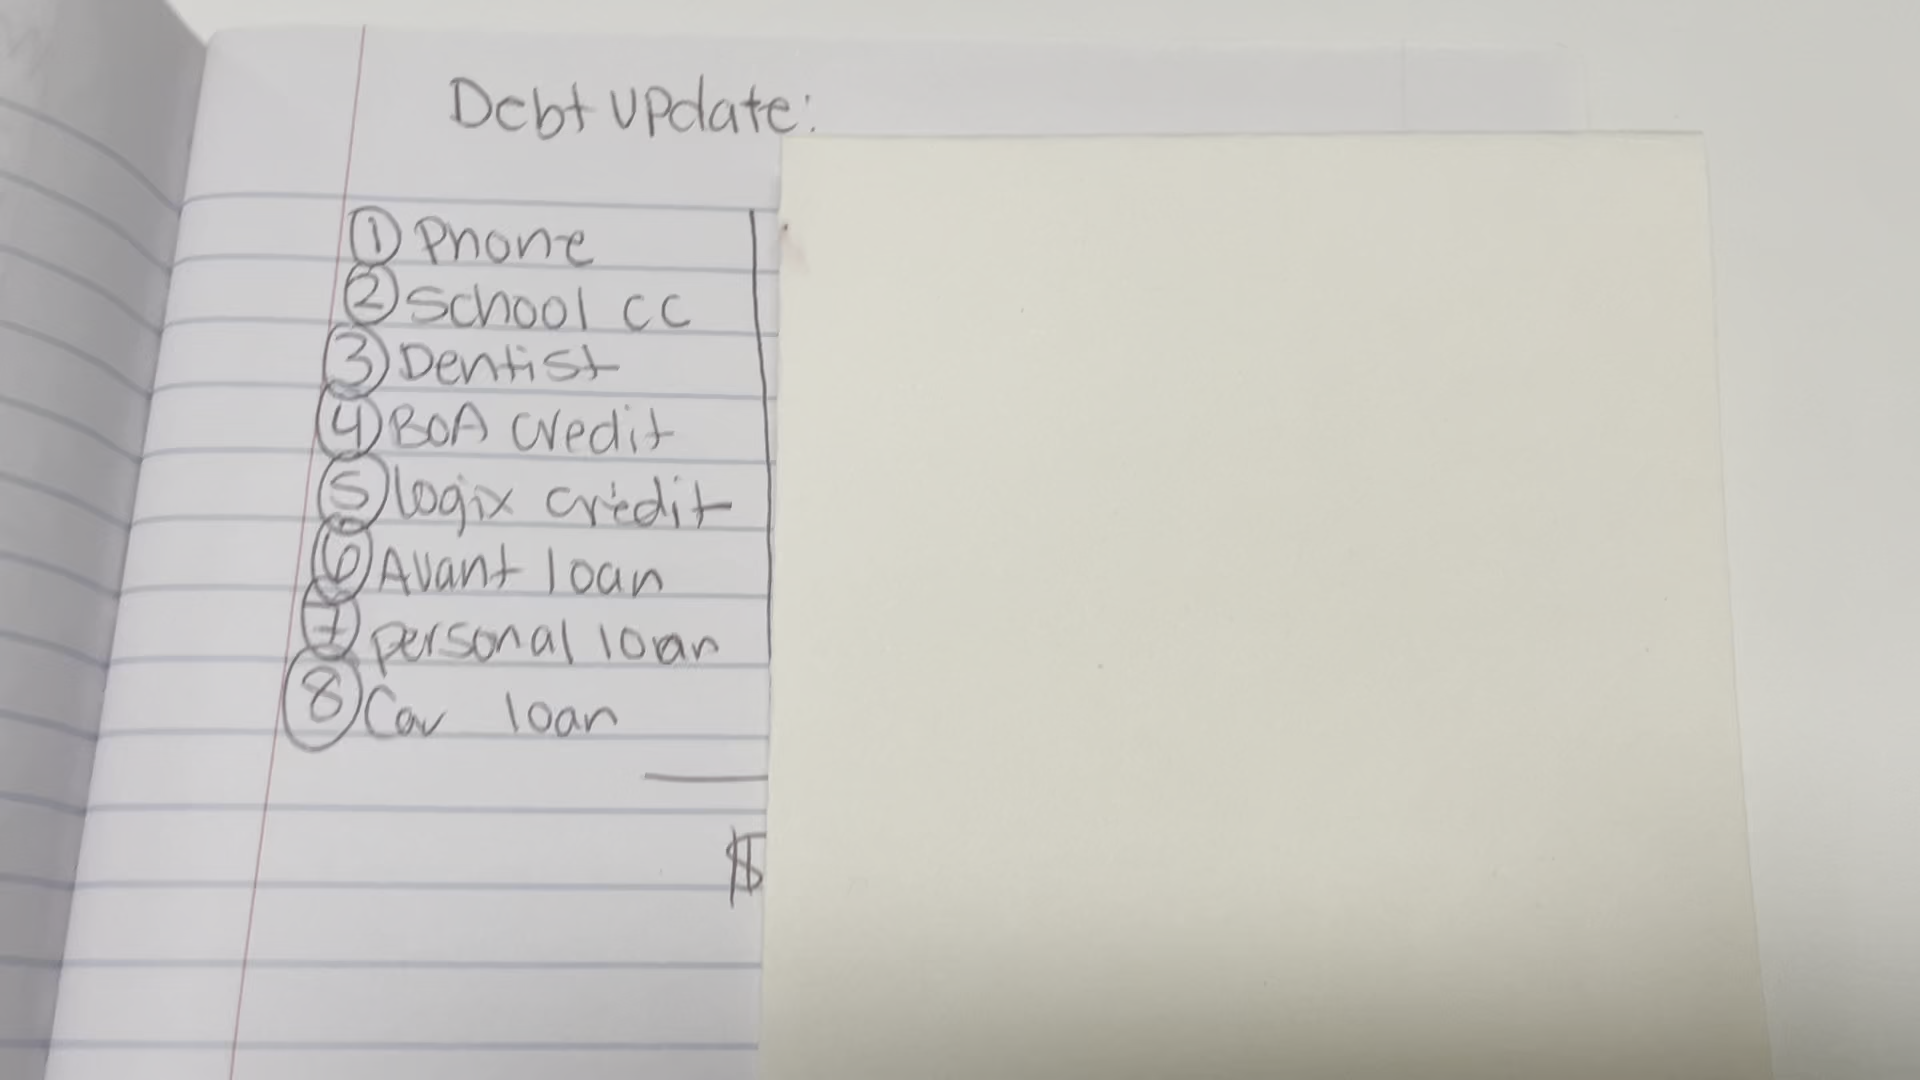 Debt Update:
① Phone
② School CC
③ Dentist
④ BOA credit
⑤ logix credit
⑥ Avant loan
⑦ personal loan
⑧ Car loan
$